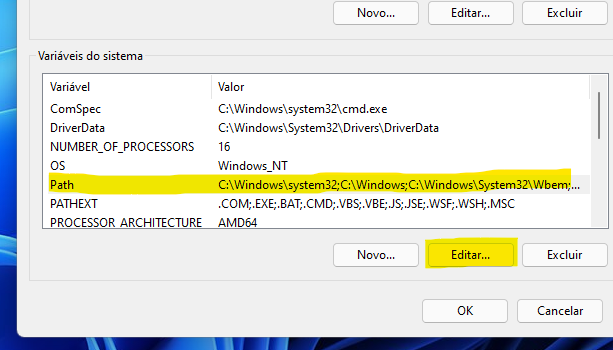 Novo... Editar... Excluir
Variáveis do sistema
Variável Valor
ComSpec C:\Windows\system32\cmd.exe
DriverData C:\Windows\System32\Drivers\DriverData
NUMBER_OF_PROCESSORS 16
OS Windows_NT
Path C:\Windows\system32;C:\Windows;C:\Windows\System32\Wbem;...
PATHEXT .COM;.EXE;.BAT;.CMD;.VBS;.VBE;.JS;.JSE;.WSF;.WSH;.MSC
PROCESSOR_ARCHITECTURE AMD64
Novo... Editar... Excluir
OK Cancelar